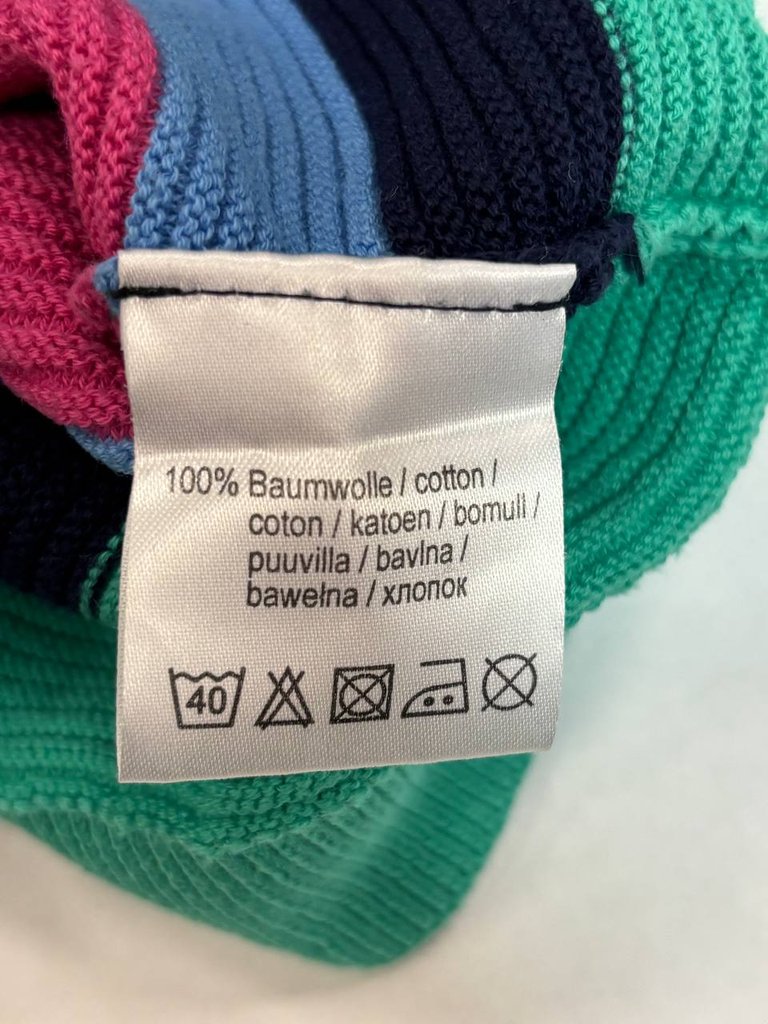 100% Baumwolle / cotton /
coton / katoen / bomull /
puuvilla / bavlna /
bawełna / хлопок
40